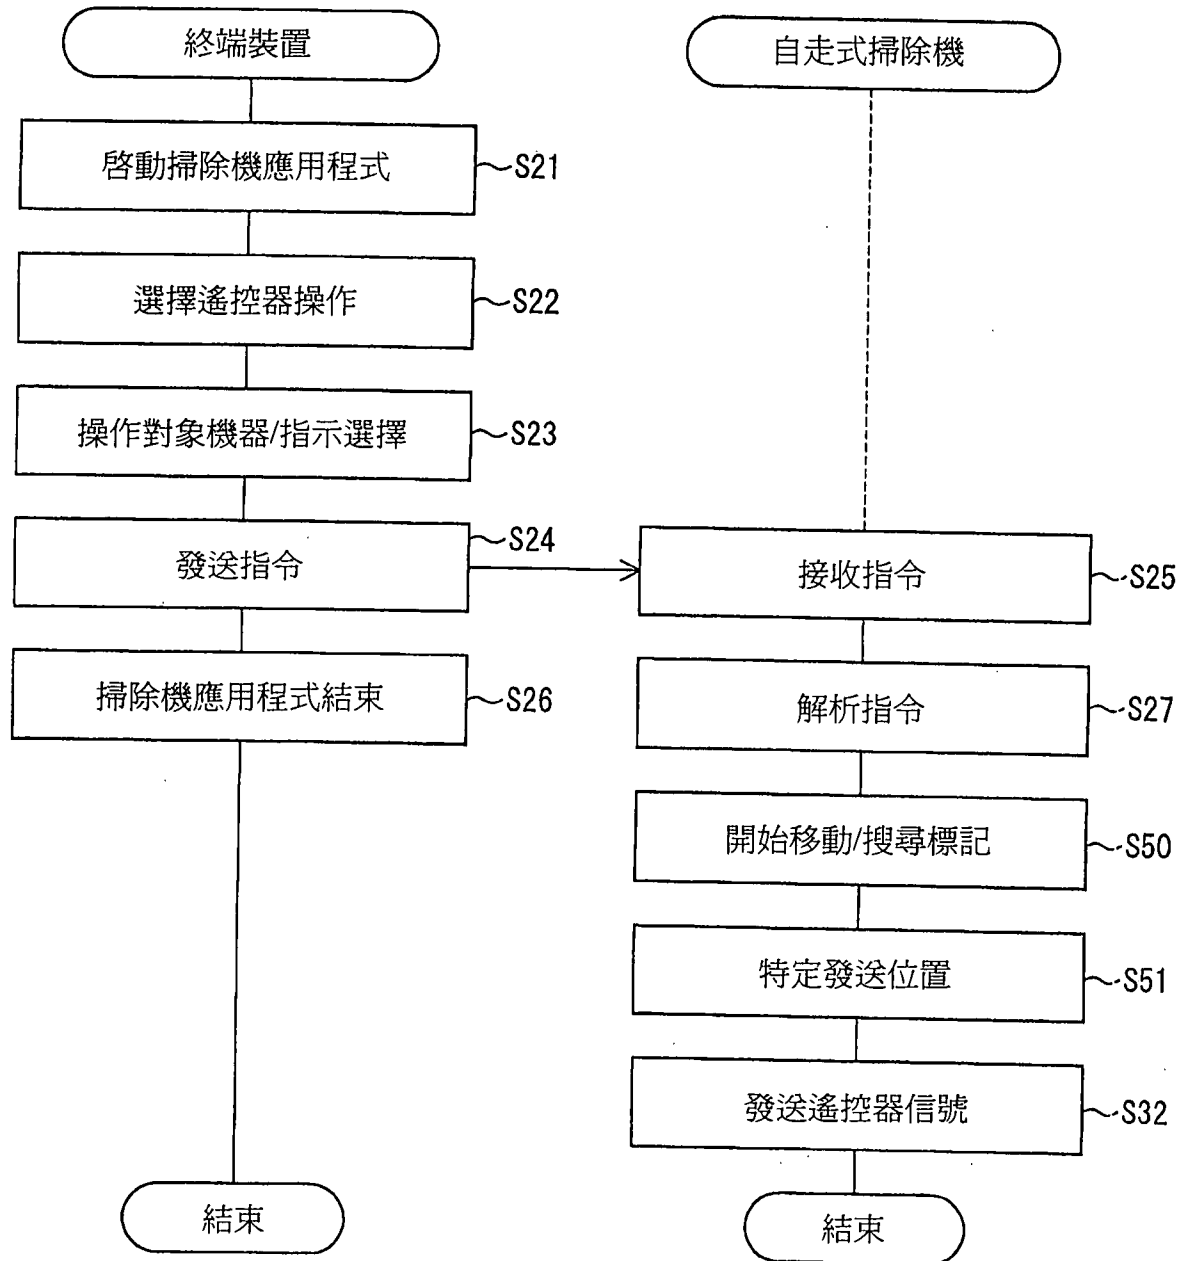 終端裝置
自走式掃除機
啓動掃除機應用程式
S21
選擇遙控器操作
S22
操作對象機器/指示選擇
S23
發送指令
S24
接收指令
S25
掃除機應用程式結束
S26
解析指令
S27
開始移動/搜尋標記
S50
特定發送位置
S51
發送遙控器信號
S32
結束
結束